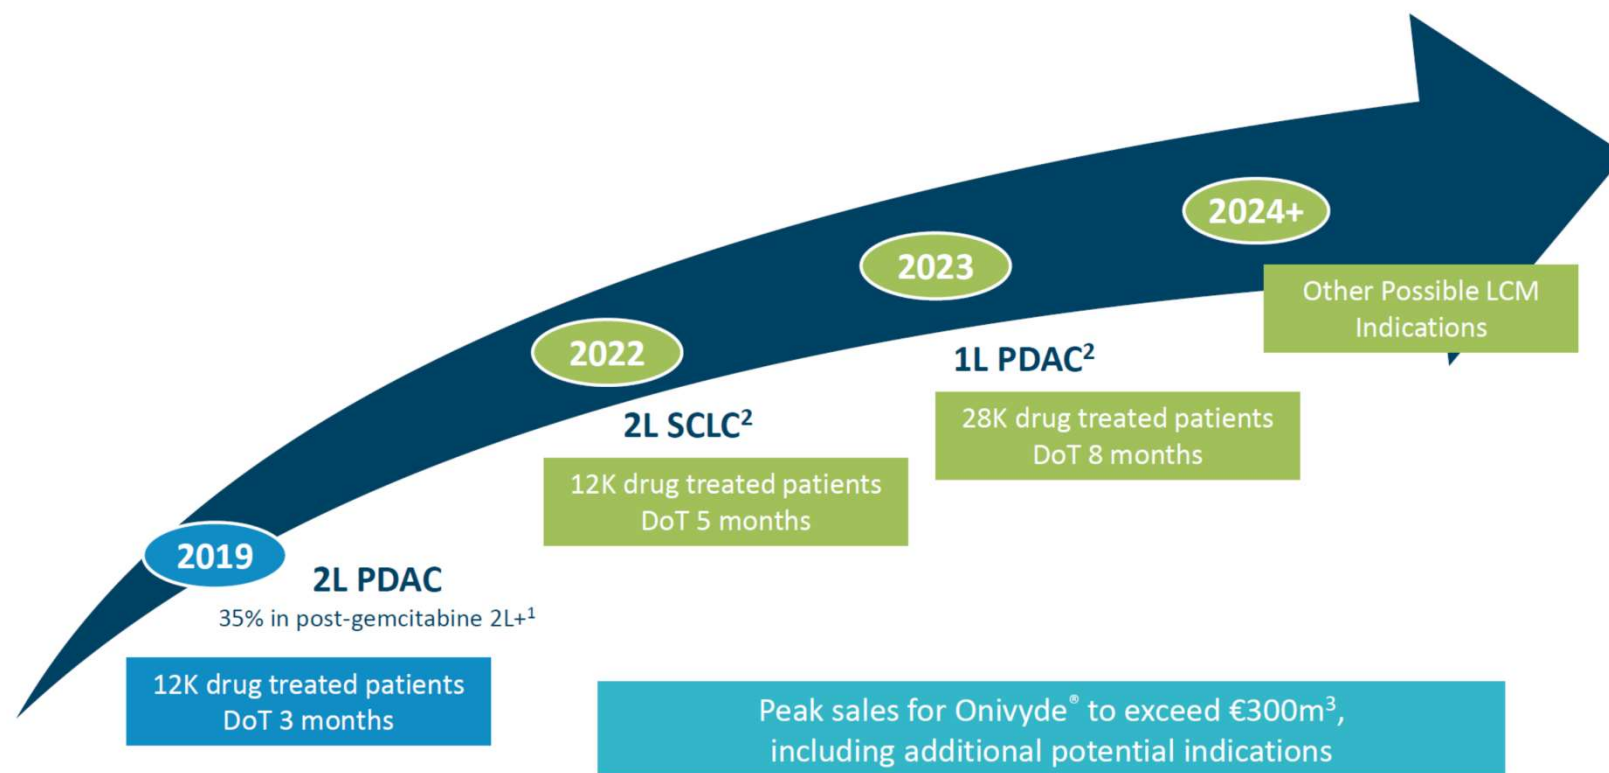 2019
2L PDAC
35% in post-gemcitabine 2L+¹
12K drug treated patients
DoT 3 months
2022
2L SCLC²
12K drug treated patients
DoT 5 months
2023
1L PDAC²
28K drug treated patients
DoT 8 months
2024+
Other Possible LCM
Indications
Peak sales for Onivyde® to exceed €300m³,
including additional potential indications